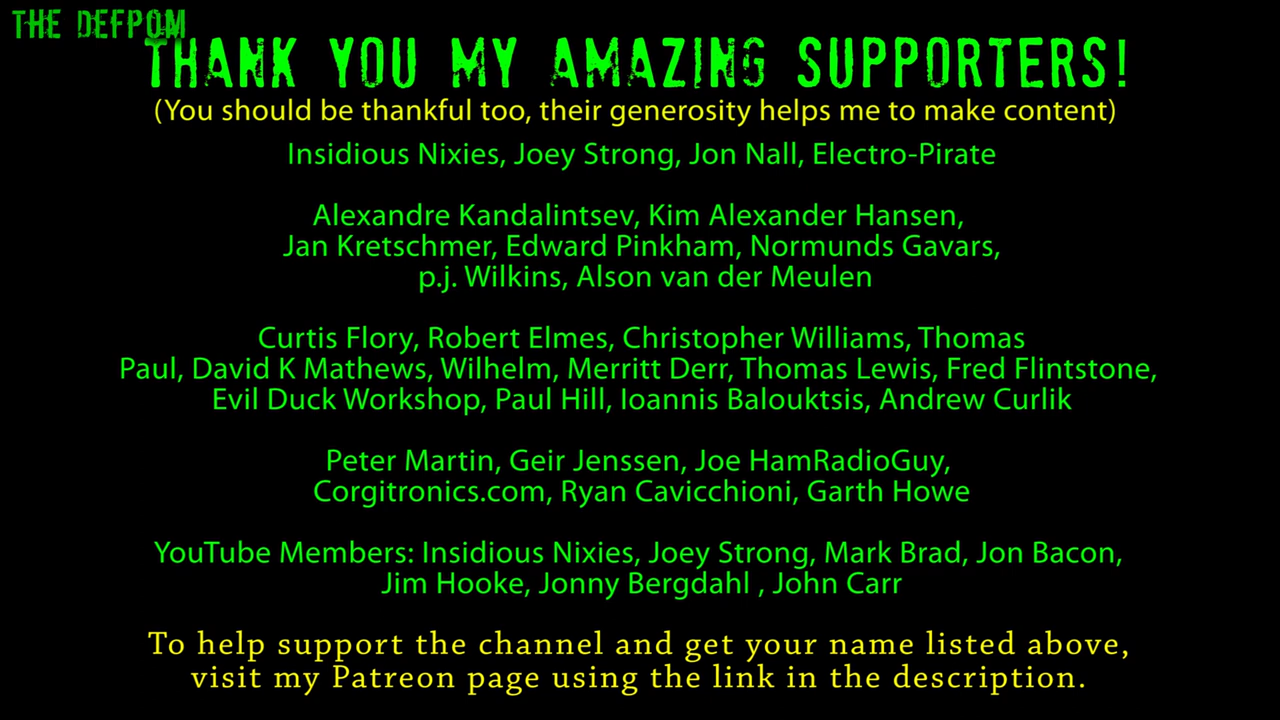 THE DEFPOM
THANK YOU MY AMAZING SUPPORTERS!
(You should be thankful too, their generosity helps me to make content)
Insidious Nixies, Joey Strong, Jon Nall, Electro-Pirate
Alexandre Kandalintsev, Kim Alexander Hansen,
Jan Kretschmer, Edward Pinkham, Normunds Gavars,
p.j. Wilkins, Alson van der Meulen
Curtis Flory, Robert Elmes, Christopher Williams, Thomas
Paul, David K Mathews, Wilhelm, Merritt Derr, Thomas Lewis, Fred Flintstone,
Evil Duck Workshop, Paul Hill, Ioannis Balouktsis, Andrew Curlik
Peter Martin, Geir Jenssen, Joe HamRadioGuy,
Corgitronics.com, Ryan Cavicchioni, Garth Howe
YouTube Members: Insidious Nixies, Joey Strong, Mark Brad, Jon Bacon,
Jim Hooke, Jonny Bergdahl , John Carr
To help support the channel and get your name listed above,
visit my Patreon page using the link in the description.